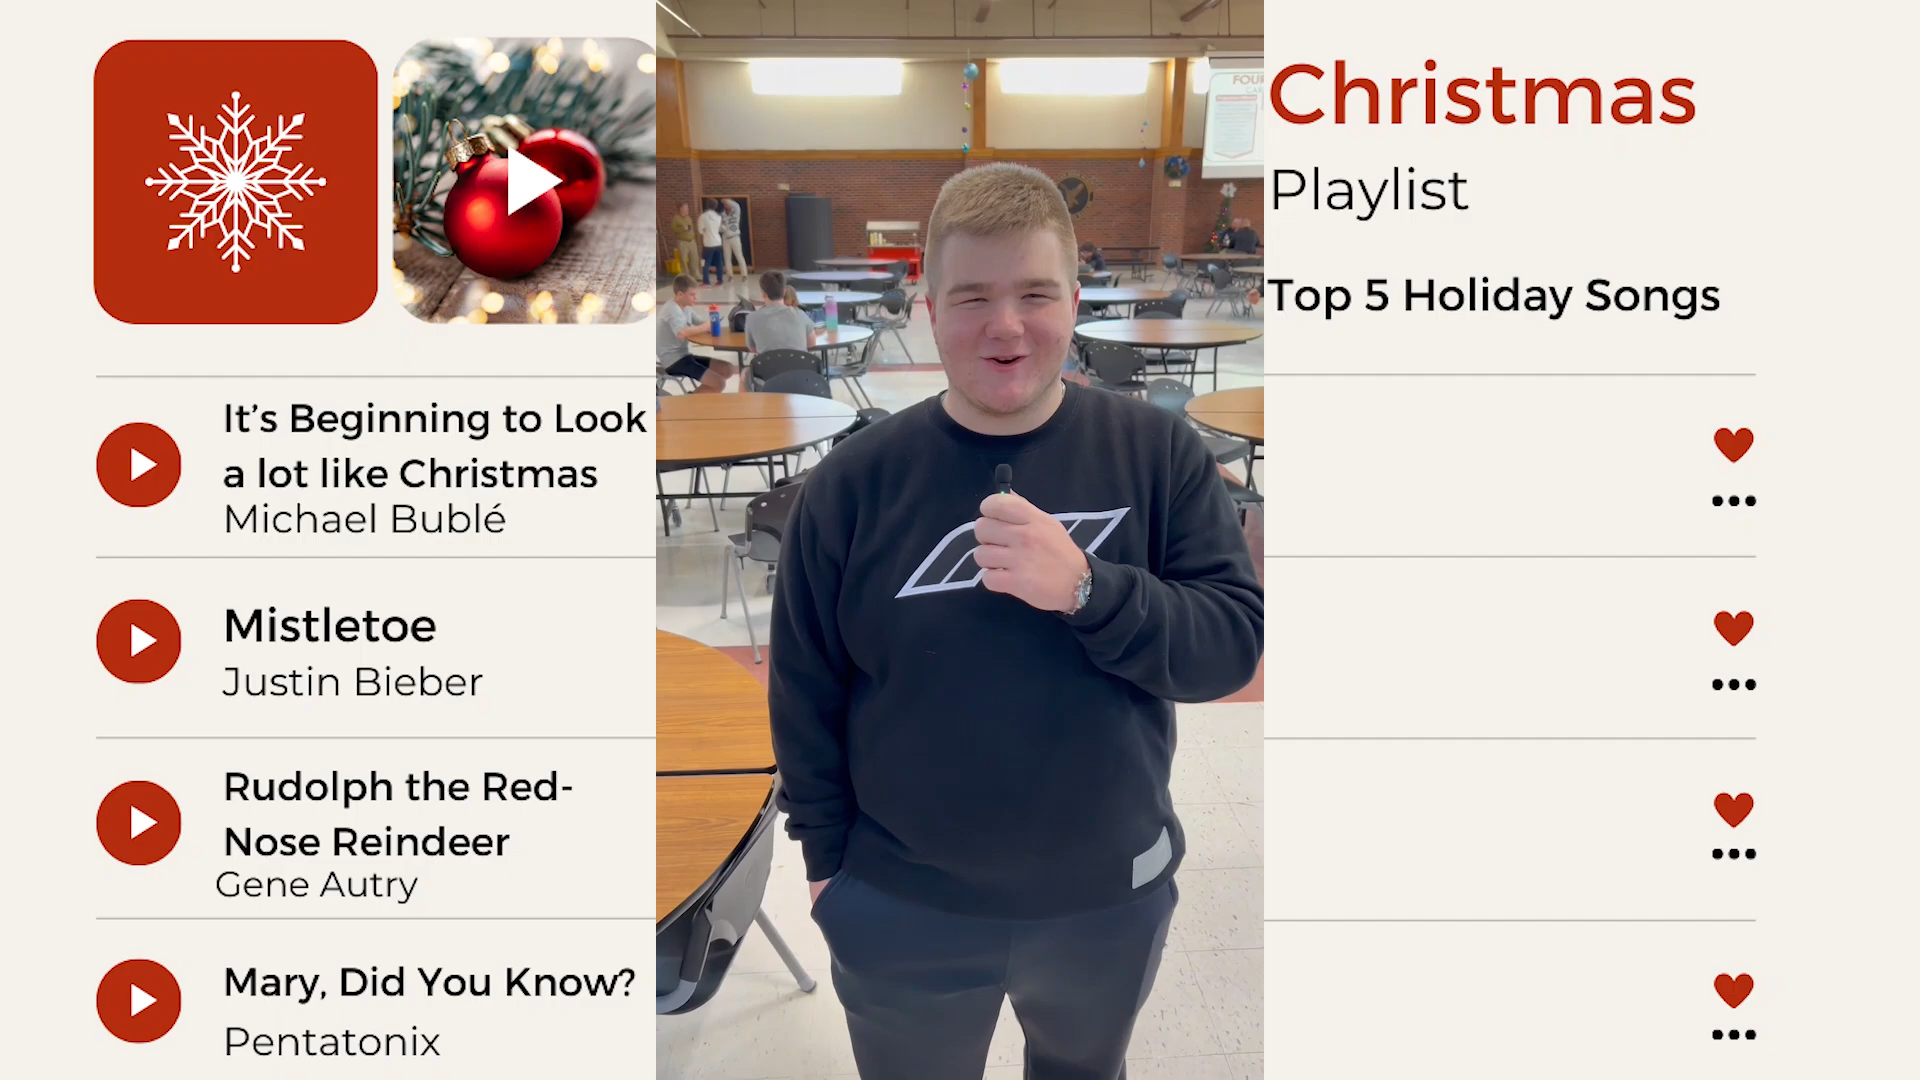 Christmas
Playlist
Top 5 Holiday Songs
It's Beginning to Look
a lot like Christmas
Michael Bublé
Mistletoe
Justin Bieber
Rudolph the Red-
Nose Reindeer
Gene Autry
Mary, Did You Know?
Pentatonix
FOUR